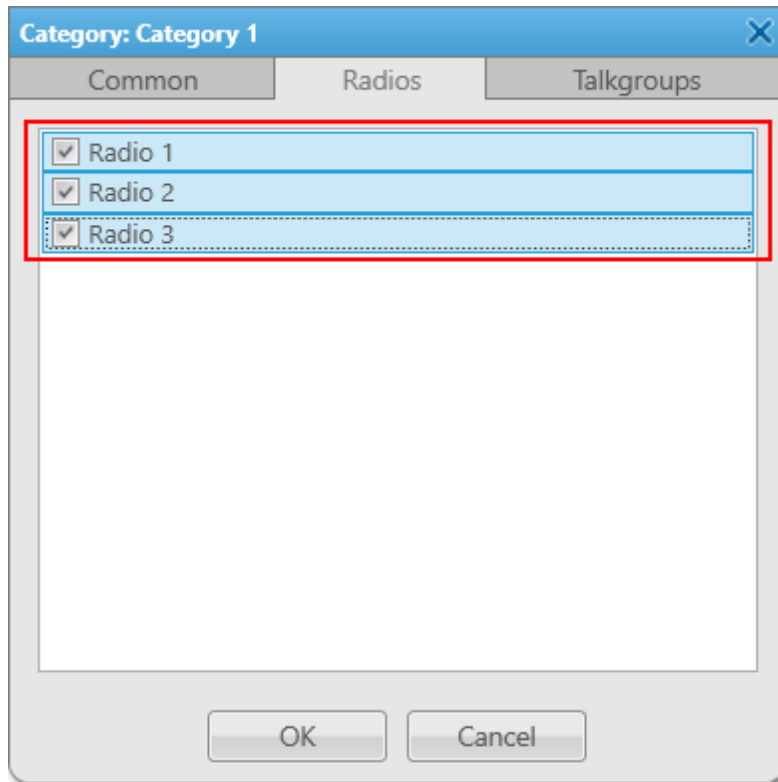 Category: Category 1
Common Radios Talkgroups
Radio 1
Radio 2
Radio 3
OK Cancel